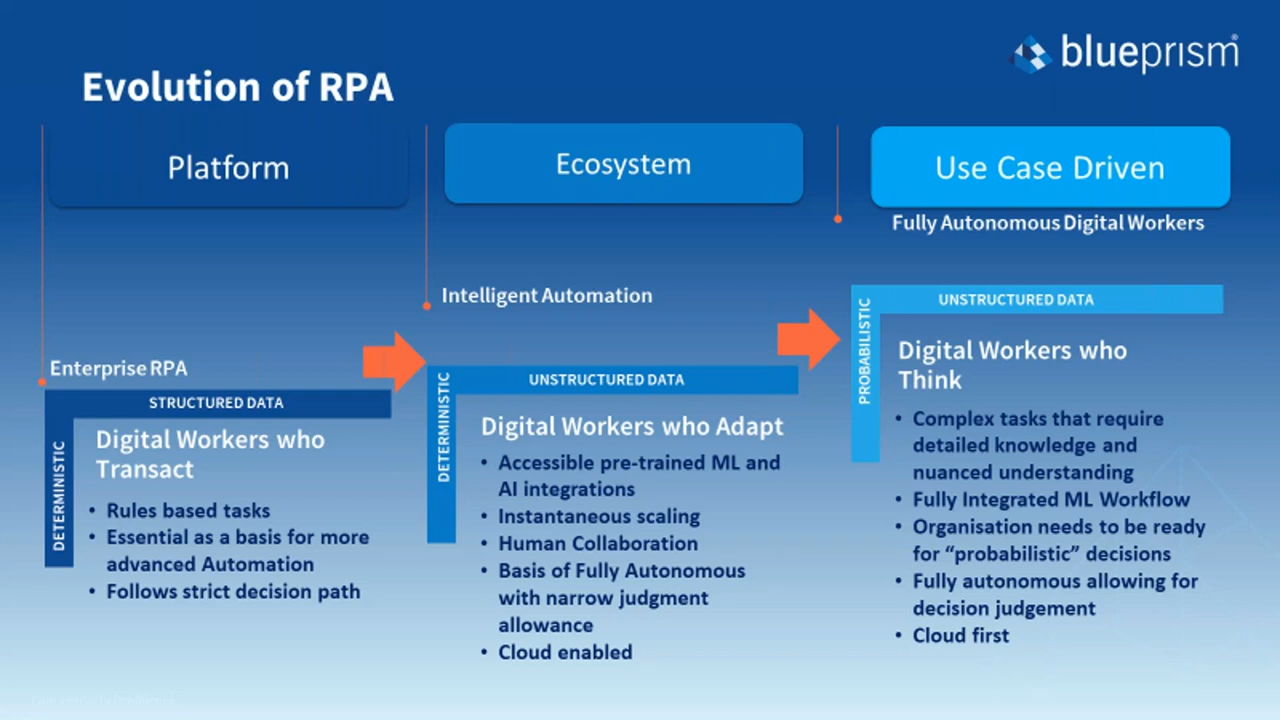 blueprism®
Evolution of RPA
Platform
Enterprise RPA
STRUCTURED DATA
DETERMINISTIC
Digital Workers who
Transact
• Rules based tasks
• Essential as a basis for more
advanced Automation
• Follows strict decision path
Ecosystem
Intelligent Automation
UNSTRUCTURED DATA
DETERMINISTIC
Digital Workers who Adapt
• Accessible pre-trained ML and
AI integrations
• Instantaneous scaling
• Human Collaboration
• Basis of Fully Autonomous
with narrow judgment
allowance
• Cloud enabled
Use Case Driven
Fully Autonomous Digital Workers
UNSTRUCTURED DATA
PROBABILISTIC
Digital Workers who
Think
• Complex tasks that require
detailed knowledge and
nuanced understanding
• Fully Integrated ML Workflow
• Organisation needs to be ready
for “probabilistic” decisions
• Fully autonomous allowing for
decision judgement
• Cloud first